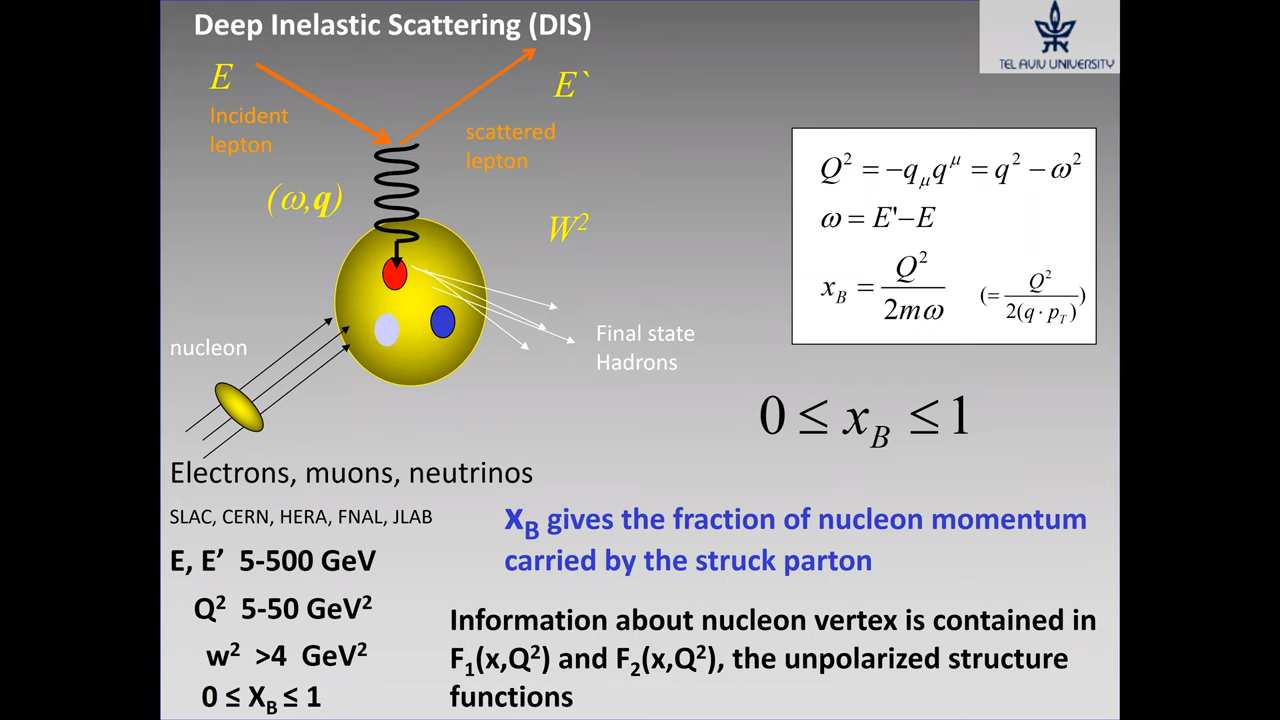 Deep Inelastic Scattering (DIS)
TEL AVIV UNIVERSITY
E
E`
Incident
lepton
scattered
lepton
(ω,q)
W²
nucleon
Final state
Hadrons
Q² = −q_μ q^μ = q² − ω²
ω = E'−E
x_B = Q² / 2mω (= Q² / 2(q · p_T))
0 ≤ x_B ≤ 1
Electrons, muons, neutrinos
SLAC, CERN, HERA, FNAL, JLAB
E, E’ 5-500 GeV
Q² 5-50 GeV²
w² >4 GeV²
0 ≤ X_B ≤ 1
x_B gives the fraction of nucleon momentum
carried by the struck parton
Information about nucleon vertex is contained in
F₁(x,Q²) and F₂(x,Q²), the unpolarized structure
functions